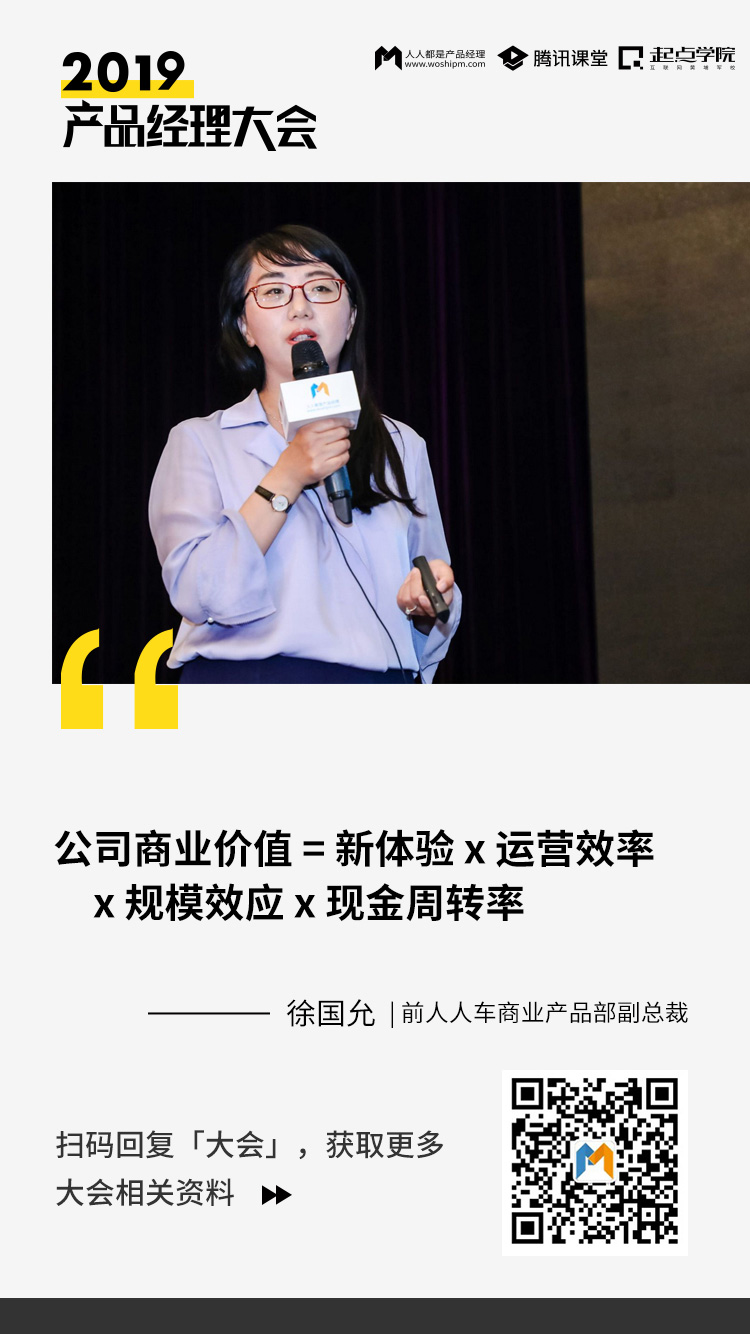 2019
产品经理大会
人人都是产品经理
www.woshipm.com
腾讯课堂
起点学院
互联网黄埔军校
公司商业价值 = 新体验 x 运营效率
x 规模效应 x 现金周转率
徐国允 | 前人人车商业产品部副总裁
扫码回复「大会」，获取更多
大会相关资料